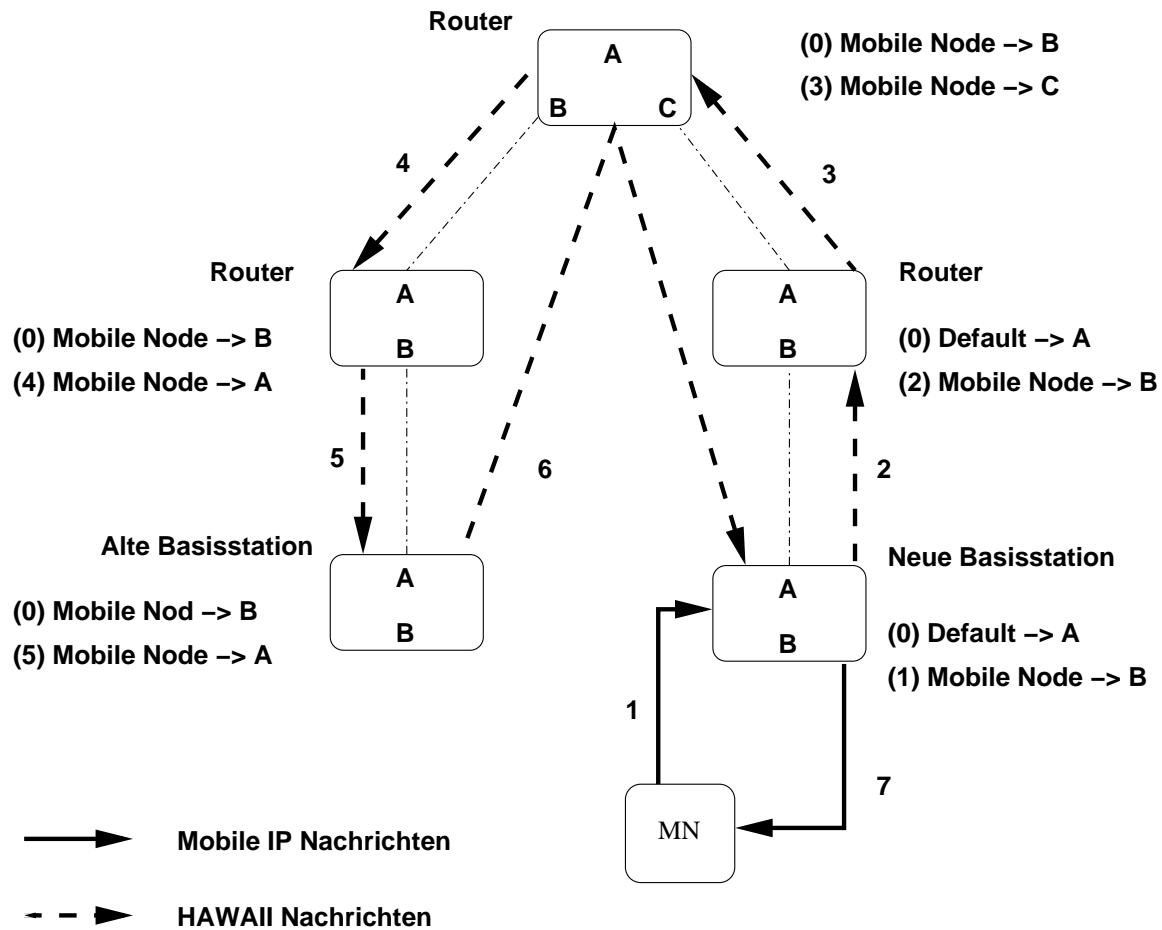 Router
A
B C
(0) Mobile Node –> B
(3) Mobile Node –> C
4
3
Router
A
B
(0) Mobile Node –> B
(4) Mobile Node –> A
Router
A
B
(0) Default –> A
(2) Mobile Node –> B
5
6
2
Alte Basisstation
A
B
(0) Mobile Nod –> B
(5) Mobile Node –> A
Neue Basisstation
A
B
(0) Default –> A
(1) Mobile Node –> B
1
7
MN
Mobile IP Nachrichten
HAWAII Nachrichten